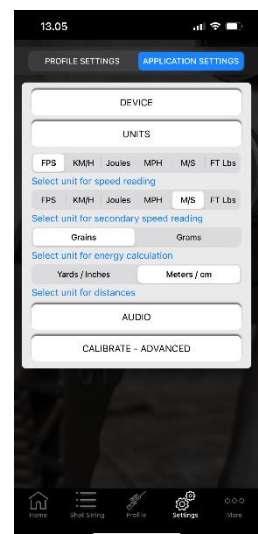 13.05
PROFILE SETTINGS APPLICATION SETTINGS
DEVICE
UNITS
FPS KM/H Joules MPH M/S FT Lbs
Select unit for speed reading
FPS KM/H Joules MPH M/S FT Lbs
Select unit for secondary speed reading
Grains Grams
Select unit for energy calculation
Yards / Inches Meters / cm
Select unit for distances
AUDIO
CALIBRATE - ADVANCED
Home Shot String Profile Settings More